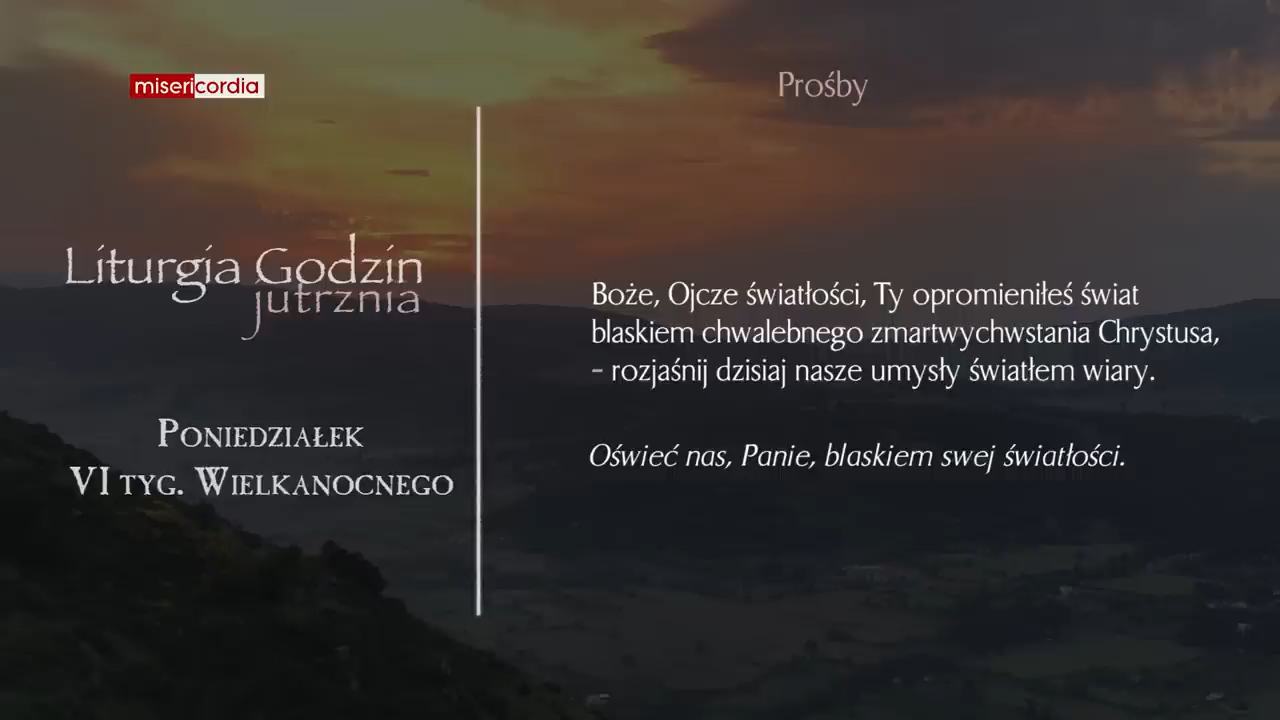 misericordia
Liturgia Godzin
jutrznia
Poniedziałek
VI tyg. Wielkanocnego
Prośby
Boże, Ojcze światłości, Ty opromieniłeś świat
blaskiem chwalebnego zmartwychwstania Chrystusa,
- rozjaśnij dzisiaj nasze umysły światłem wiary.
Oświeć nas, Panie, blaskiem swej światłości.